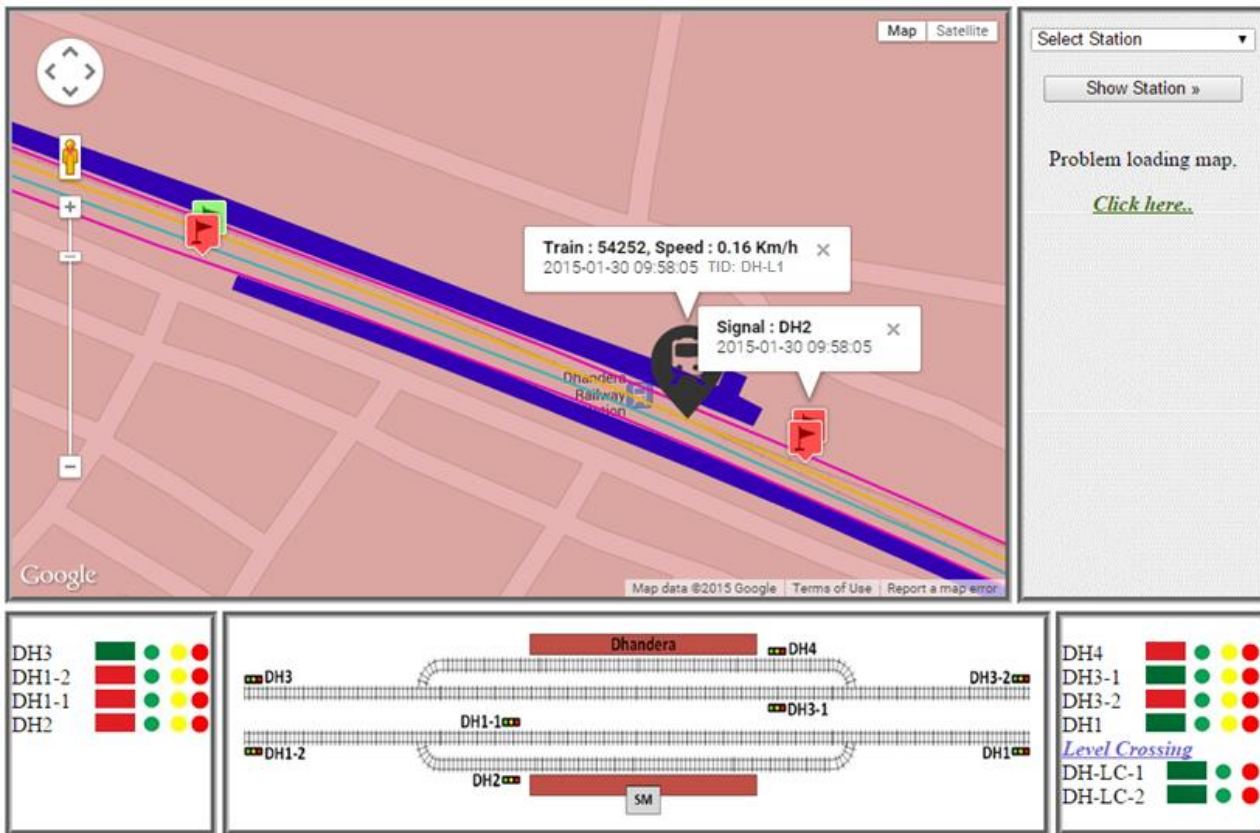 Map Satellite
Train : 54252, Speed : 0.16 Km/h
2015-01-30 09:58:05 TID: DH-L1
Signal : DH2
2015-01-30 09:58:05
Dhandera
Railway
Google
Map data ©2015 Google Terms of Use Report a map error
Select Station
Show Station »
Problem loading map,
Click here..
DH3
DH1-2
DH1-1
DH2
Dhandera
DH4
DH3
DH3-2
DH3-1
DH1-1
DH1-2
DH1
DH2
SM
DH4
DH3-1
DH3-2
DH1
Level Crossing
DH-LC-1
DH-LC-2